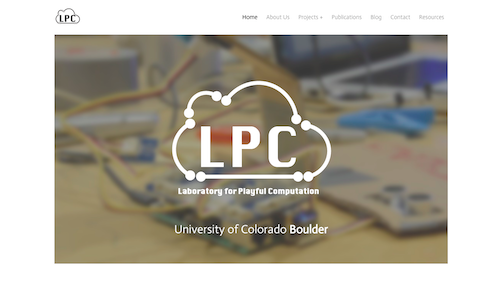 LPC
Home About Us Projects Publications Blog Contact Resources
LPC
Laboratory for Playful Computation
University of Colorado Boulder